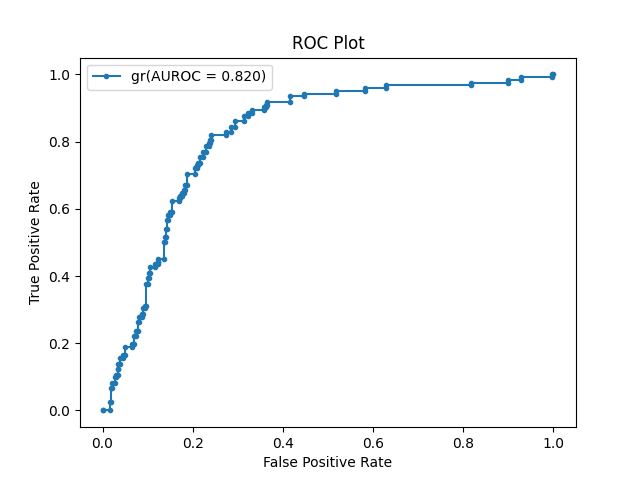 ROC Plot
gr(AUROC = 0.820)
1.0
0.8
0.6
0.4
0.2
0.0
True Positive Rate
0.0 0.2 0.4 0.6 0.8 1.0
False Positive Rate